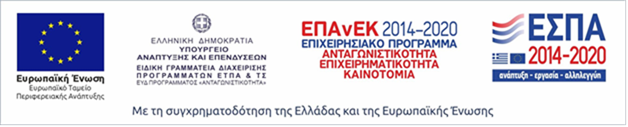 Ευρωπαϊκή Ένωση
Ευρωπαϊκό Ταμείο
Περιφερειακής Ανάπτυξης
ΕΛΛΗΝΙΚΗ ΔΗΜΟΚΡΑΤΙΑ
ΥΠΟΥΡΓΕΙΟ
ΑΝΑΠΤΥΞΗΣ ΚΑΙ ΕΠΕΝΔΥΣΕΩΝ
ΕΙΔΙΚΗ ΓΡΑΜΜΑΤΕΙΑ ΔΙΑΧΕΙΡΙΣΗΣ
ΠΡΟΓΡΑΜΜΑΤΩΝ ΕΤΠΑ & ΤΣ
ΕΥΔ ΠΡΟΓΡΑΜΜΑΤΟΣ «ΑΝΤΑΓΩΝΙΣΤΙΚΟΤΗΤΑ»
ΕΠΑνΕΚ 2014–2020
ΕΠΙΧΕΙΡΗΣΙΑΚΟ ΠΡΟΓΡΑΜΜΑ
ΑΝΤΑΓΩΝΙΣΤΙΚΟΤΗΤΑ
ΕΠΙΧΕΙΡΗΜΑΤΙΚΟΤΗΤΑ
ΚΑΙΝΟΤΟΜΙΑ
ΕΣΠΑ
2014-2020
ανάπτυξη - εργασία - αλληλεγγύη
Με τη συγχρηματοδότηση της Ελλάδας και της Ευρωπαϊκής Ένωσης